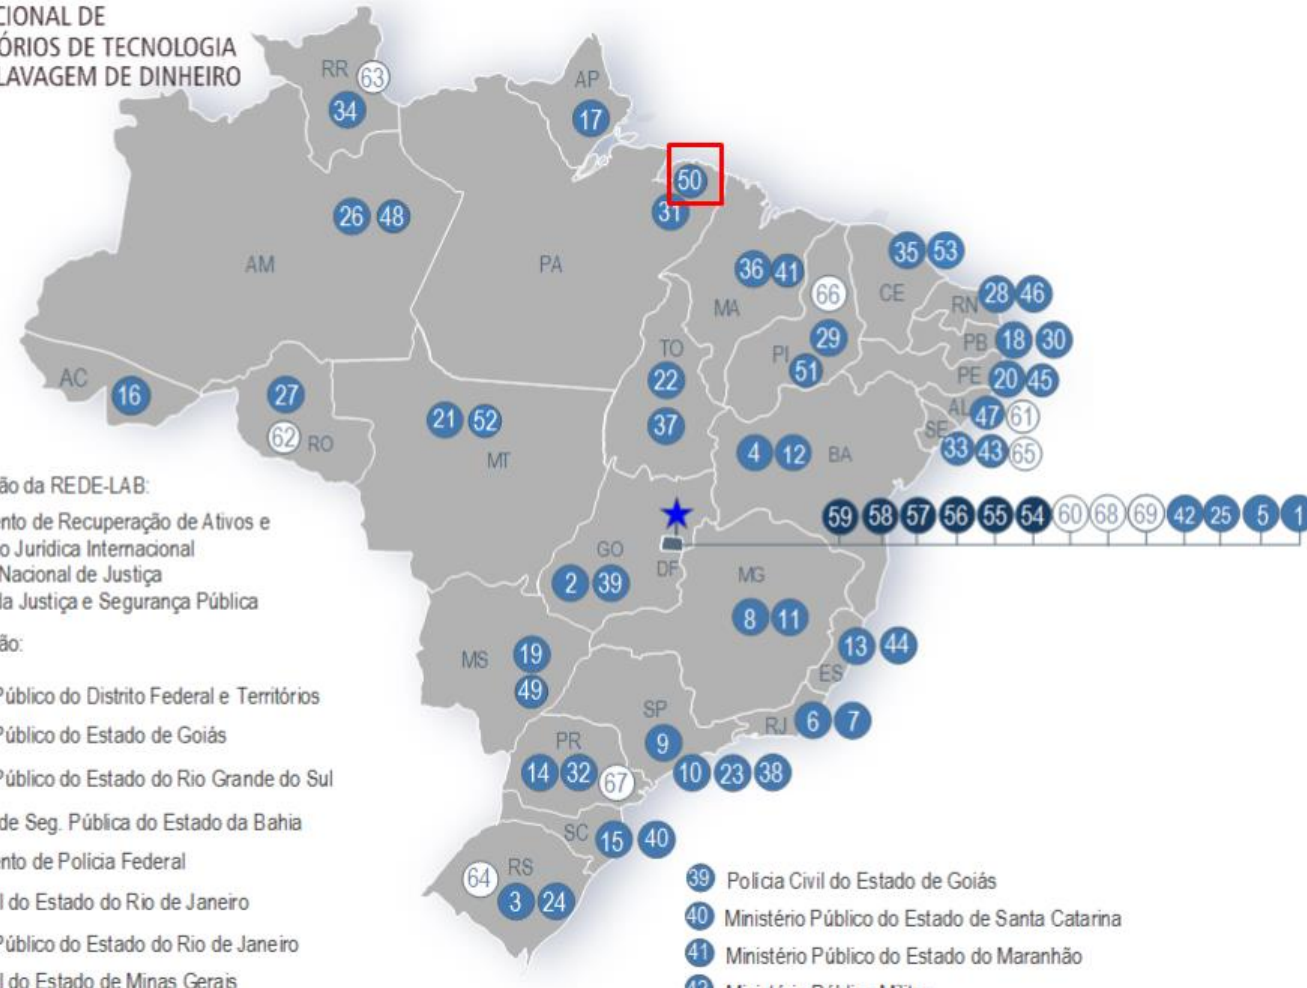 CIONAL DE
ÓRIOS DE TECNOLOGIA
LAVAGEM DE DINHEIRO
RR 63
34
AP
17
50
31
26 48
AM
PA
36 41
MA
66
35 53
CE
RN 28 46
PB 18 30
PE 20 45
AL 47 61
SE 33 43 65
PI 29
51
TO
22
37
AC 16
27
62 RO
21 52
MT
4 12 BA
59 58 57 56 55 54 60 68 69 42 25 5 1
GO
2 39
DF
MG
8 11
13 44
ES
MS 19
49
SP
9
RJ 6 7
10 23 38
PR
14 32 67
SC 15 40
RS
64
3 24
ão da REDE-LAB:
nto de Recuperação de Ativos e
o Jurídica Internacional
Nacional de Justiça
da Justiça e Segurança Pública
ão:
Público do Distrito Federal e Territórios
Público do Estado de Goiás
Público do Estado do Rio Grande do Sul
de Seg. Pública do Estado da Bahia
nto de Polícia Federal
l do Estado do Rio de Janeiro
Público do Estado do Rio de Janeiro
l do Estado de Minas Gerais
39 Polícia Civil do Estado de Goiás
40 Ministério Público do Estado de Santa Catarina
41 Ministério Público do Estado do Maranhão
42 Ministério Público Militar